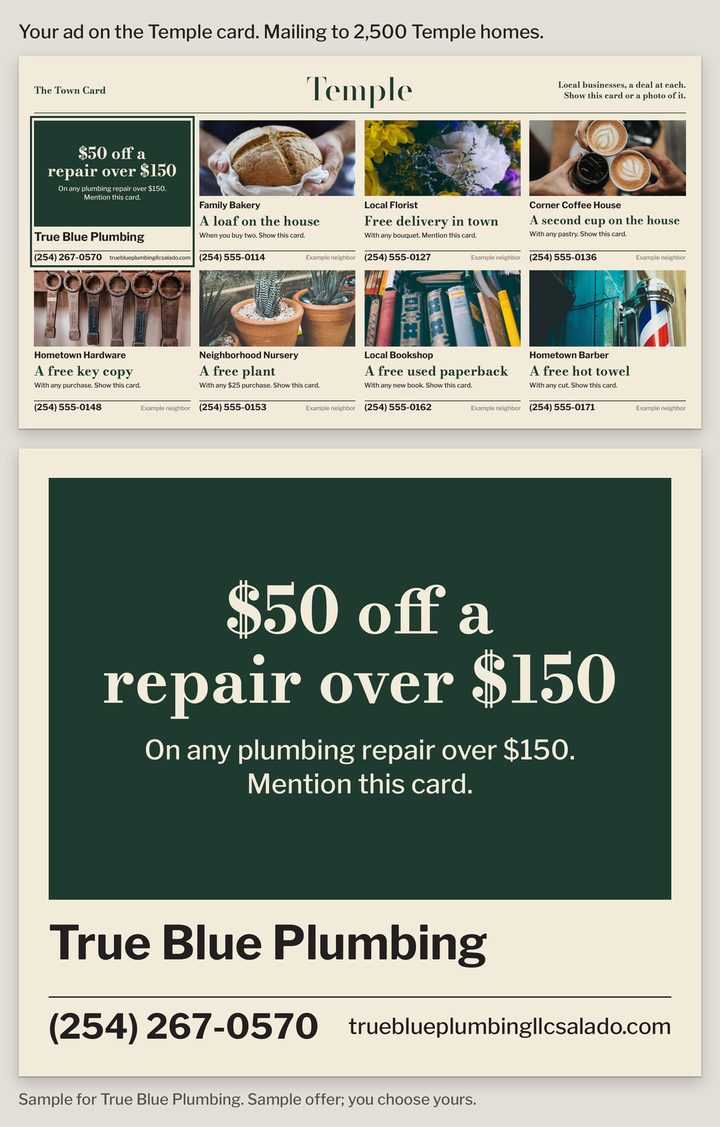 Your ad on the Temple card. Mailing to 2,500 Temple homes.
The Town Card
Temple
Local businesses, a deal at each.
Show this card or a photo of it.
$50 off a
repair over $150
On any plumbing repair over $150.
Mention this card.
True Blue Plumbing
(254) 267-0570 trueblueplumbingllcsalado.com
Family Bakery
A loaf on the house
When you buy two. Show this card.
(254) 555-0114 Example neighbor
Local Florist
Free delivery in town
With any bouquet. Mention this card.
(254) 555-0127 Example neighbor
Corner Coffee House
A second cup on the house
With any pastry. Show this card.
(254) 555-0136 Example neighbor
Hometown Hardware
A free key copy
With any purchase. Show this card.
(254) 555-0148 Example neighbor
Neighborhood Nursery
A free plant
With any $25 purchase. Show this card.
(254) 555-0153 Example neighbor
Local Bookshop
A free used paperback
With any new book. Show this card.
(254) 555-0162 Example neighbor
Hometown Barber
A free hot towel
With any cut. Show this card.
(254) 555-0171 Example neighbor
$50 off a
repair over $150
On any plumbing repair over $150.
Mention this card.
True Blue Plumbing
(254) 267-0570 trueblueplumbingllcsalado.com
Sample for True Blue Plumbing. Sample offer; you choose yours.